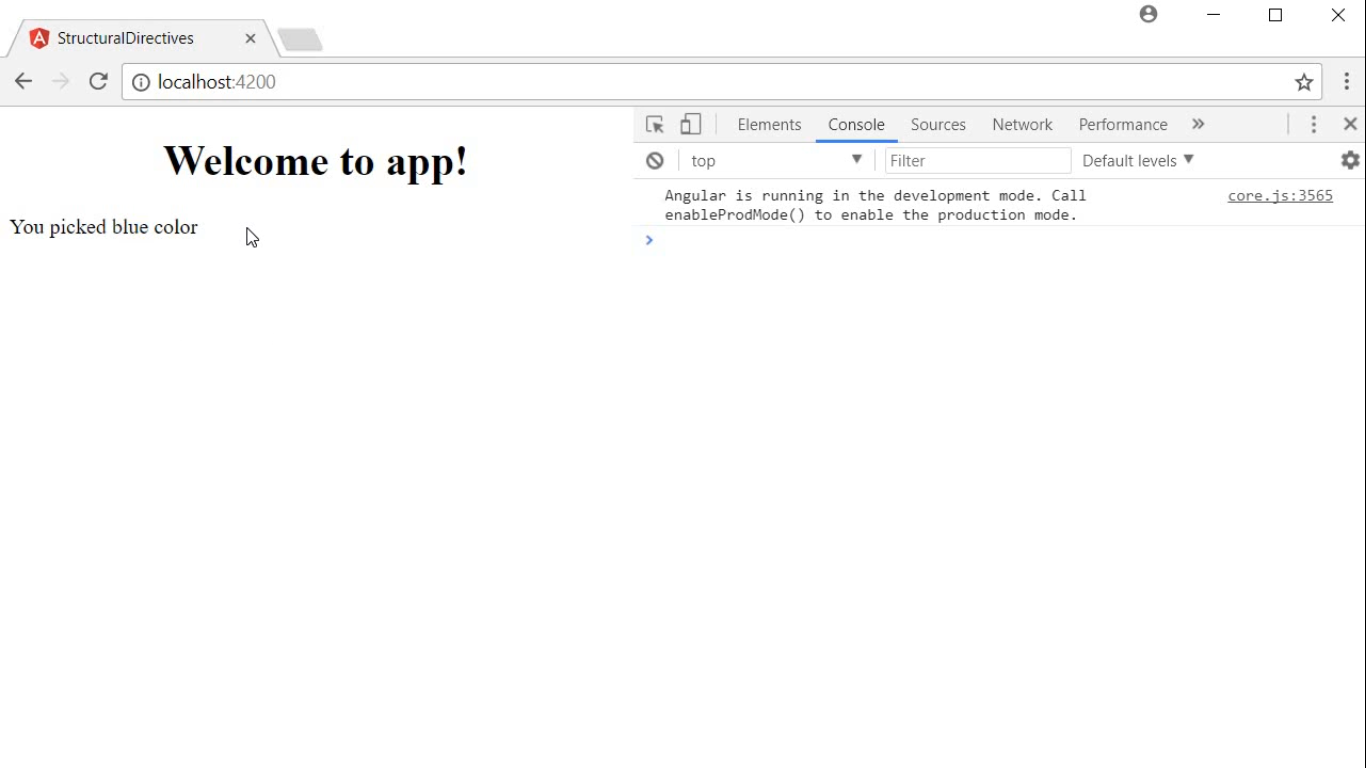 StructuralDirectives
localhost:4200
Welcome to app!
You picked blue color
Elements Console Sources Network Performance »
top Filter Default levels
Angular is running in the development mode. Call core.js:3565
enableProdMode() to enable the production mode.